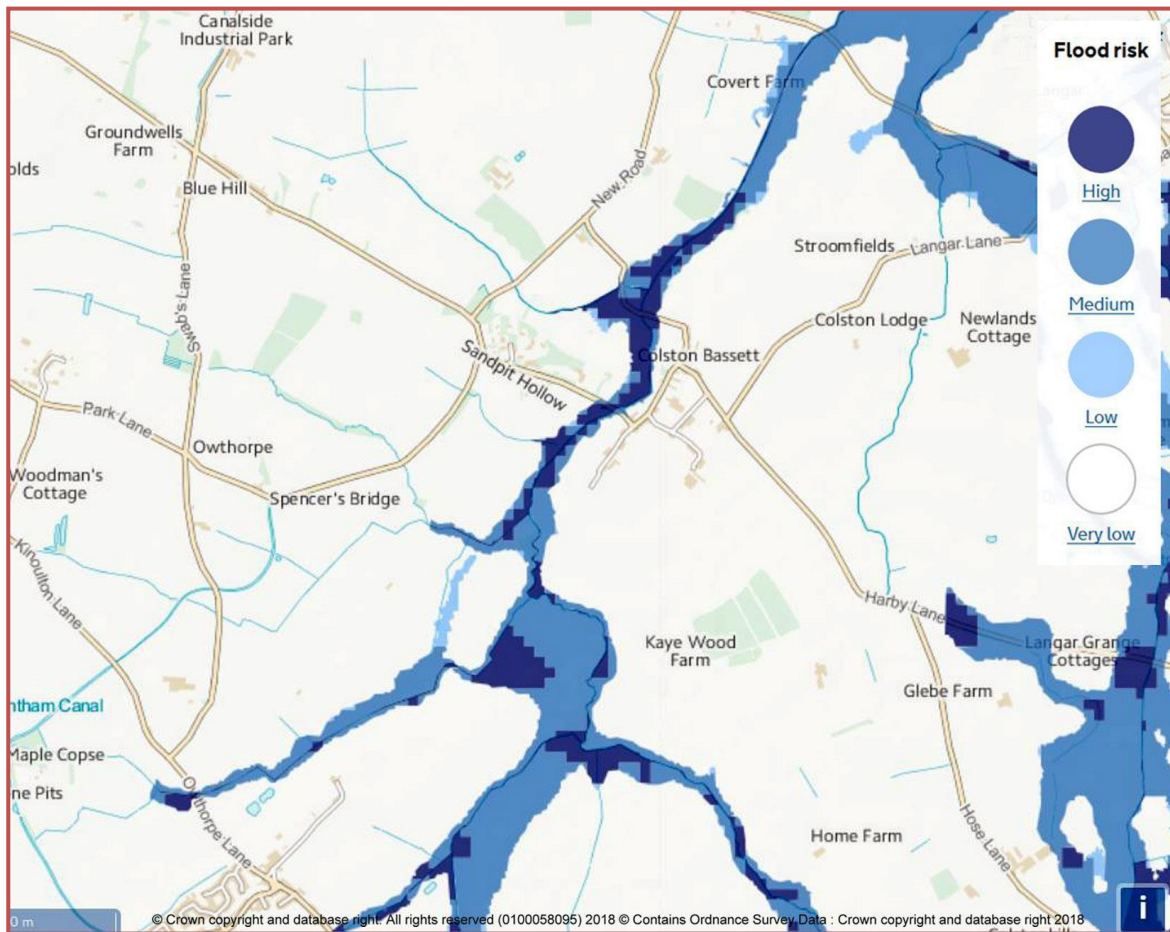 Canalside
Industrial Park
Flood risk
Covert Farm
Langar
High
Groundwells
Farm
olds
Blue Hill
New Road
Medium
Stroomfields
Langar Lane
Swab's Lane
Colston Lodge
Newlands
Cottage
Low
Sandpit Hollow
Colston Bassett
Park Lane
Owthorpe
Woodman's
Cottage
Spencer's Bridge
Very low
Kinoulton Lane
Harby Lane
Kaye Wood
Farm
Langar Grange
Cottages
Glebe Farm
ntham Canal
Maple Copse
ne Pits
Owthorpe Lane
Home Farm
Hose Lane
0 m
© Crown copyright and database right. All rights reserved (0100058095) 2018 © Contains Ordnance Survey Data : Crown copyright and database right 2018
i